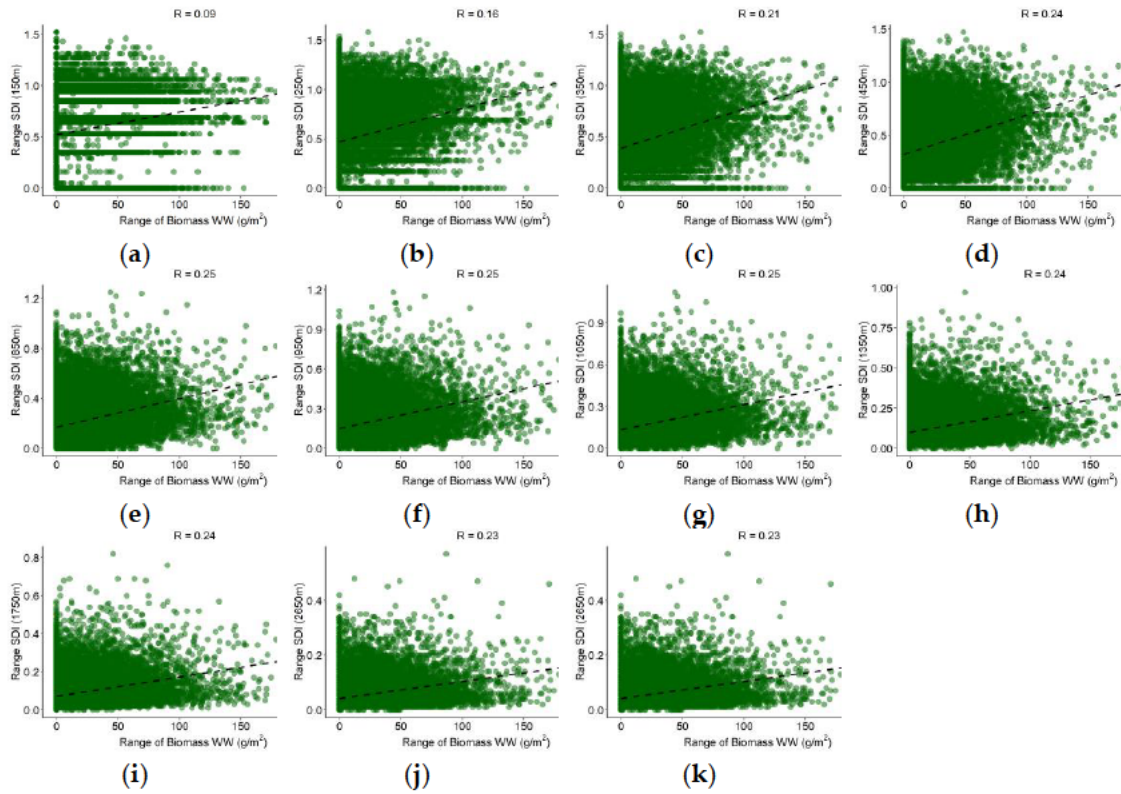 R = 0.09 R = 0.16 R = 0.21 R = 0.24
1.5 1.5 1.5 1.5
1.0 1.0 1.0 1.0
0.5 0.5 0.5 0.5
0.0 0.0 0.0 0.0
Range SDI (150m) Range SDI (250m) Range SDI (350m) Range SDI (450m)
0 50 100 150 0 50 100 150 0 50 100 150 0 50 100 150
Range of Biomass WW (g/m²) Range of Biomass WW (g/m²) Range of Biomass WW (g/m²) Range of Biomass WW (g/m²)
(a) (b) (c) (d)
R = 0.25 R = 0.25 R = 0.25 R = 0.24
1.2 1.2 0.9 1.00
0.8 0.9 0.6 0.75
0.4 0.6 0.3 0.50
0.0 0.3 0.0 0.25
0.0 0.00
Range SDI (850m) Range SDI (950m) Range SDI (1050m) Range SDI (1350m)
0 50 100 150 0 50 100 150 0 50 100 150 0 50 100 150
Range of Biomass WW (g/m²) Range of Biomass WW (g/m²) Range of Biomass WW (g/m²) Range of Biomass WW (g/m²)
(e) (f) (g) (h)
R = 0.24 R = 0.23 R = 0.23
0.8 0.4 0.4
0.6 0.2 0.2
0.4 0.0 0.0
0.2
0.0
Range SDI (1750m) Range SDI (2650m) Range SDI (2650m)
0 50 100 150 0 50 100 150 0 50 100 150
Range of Biomass WW (g/m²) Range of Biomass WW (g/m²) Range of Biomass WW (g/m²)
(i) (j) (k)